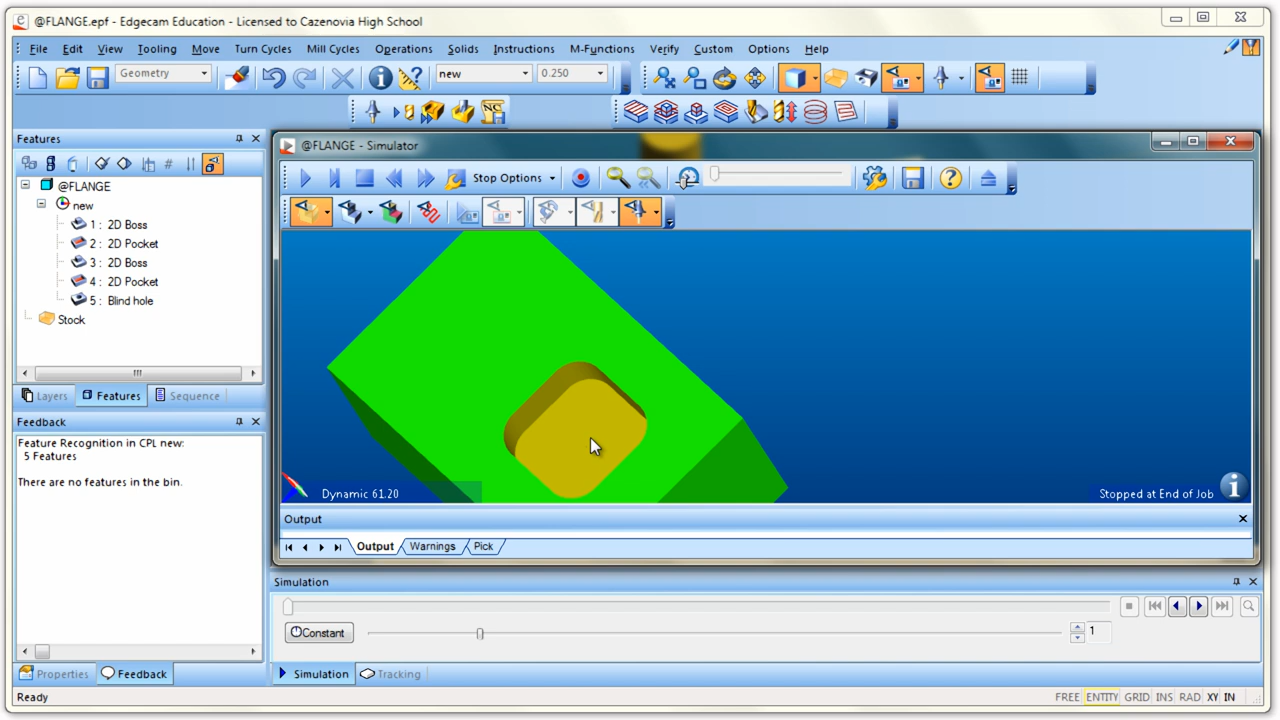 @FLANGE.epf - Edgecam Education - Licensed to Cazenovia High School
File Edit View Tooling Move Turn Cycles Mill Cycles Operations Solids Instructions M-Functions Verify Custom Options Help
Geometry new 0.250
Features
@FLANGE - Simulator
Stop Options
@FLANGE
new
1 : 2D Boss
2 : 2D Pocket
3 : 2D Boss
4 : 2D Pocket
5 : Blind hole
Stock
Layers Features Sequence
Feedback
Feature Recognition in CPL new:
5 Features
There are no features in the bin.
Dynamic 61.20
Stopped at End of Job
Output
Output Warnings Pick
Simulation
Constant 1
Properties Feedback
Simulation Tracking
Ready
FREE ENTITY GRID INS RAD XY IN